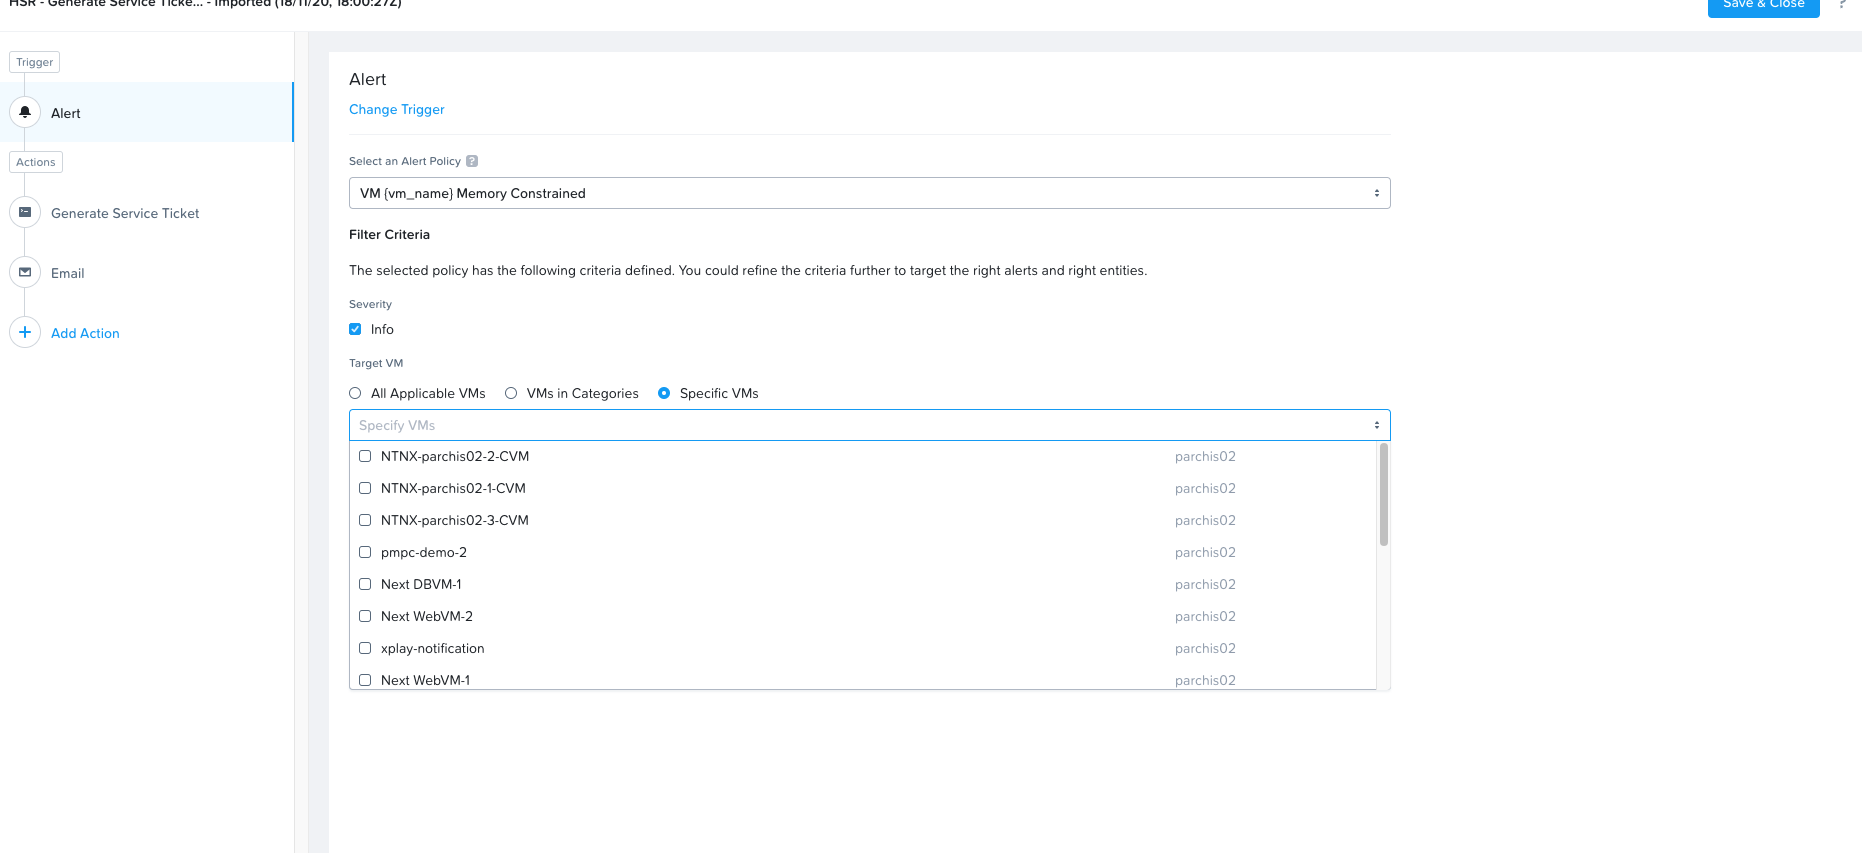 HSR - Generate Service Ticke... - Imported (18/11/20, 18:00:27Z)
Save & Close
?
Trigger
Alert
Actions
Generate Service Ticket
Email
Add Action
Alert
Change Trigger
Select an Alert Policy ?
VM {vm_name} Memory Constrained
Filter Criteria
The selected policy has the following criteria defined. You could refine the criteria further to target the right alerts and right entities.
Severity
Info
Target VM
All Applicable VMs VMs in Categories Specific VMs
Specify VMs
NTNX-parchis02-2-CVM parchis02
NTNX-parchis02-1-CVM parchis02
NTNX-parchis02-3-CVM parchis02
pmpc-demo-2 parchis02
Next DBVM-1 parchis02
Next WebVM-2 parchis02
xplay-notification parchis02
Next WebVM-1 parchis02